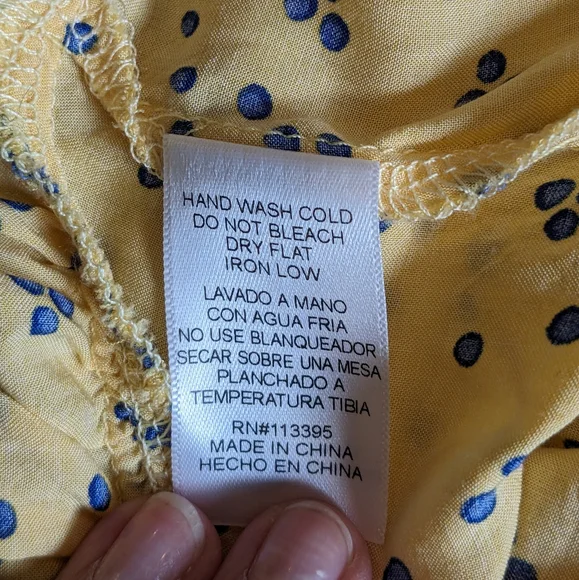 HAND WASH COLD
DO NOT BLEACH
DRY FLAT
IRON LOW
LAVADO A MANO
CON AGUA FRIA
NO USE BLANQUEADOR
SECAR SOBRE UNA MESA
PLANCHADO A
TEMPERATURA TIBIA
RN#113395
MADE IN CHINA
HECHO EN CHINA